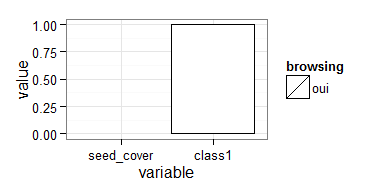 1.00
0.75
0.50
0.25
0.00
value
seed_cover class1
variable
browsing
oui